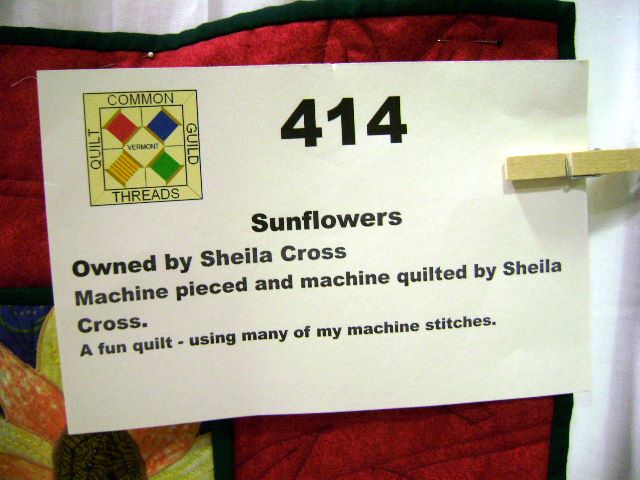 COMMON
QUILT
GUILD
VERMONT
THREADS
414
Sunflowers
Owned by Sheila Cross
Machine pieced and machine quilted by Sheila
Cross.
A fun quilt - using many of my machine stitches.